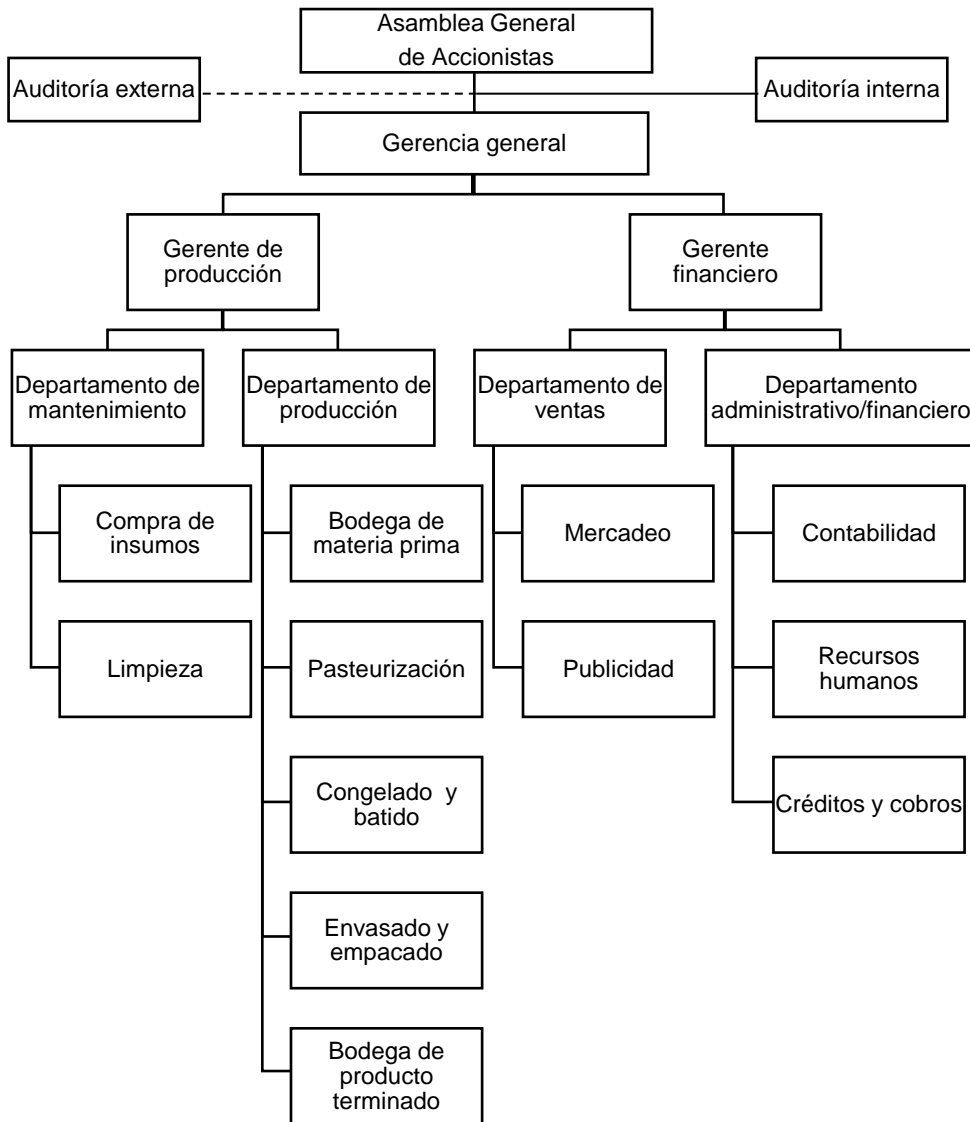 Asamblea General
de Accionistas
Auditoría externa
Auditoría interna
Gerencia general
Gerente de
producción
Gerente
financiero
Departamento de
mantenimiento
Departamento de
producción
Departamento de
ventas
Departamento
administrativo/financiero
Compra de
insumos
Bodega de
materia prima
Mercadeo
Contabilidad
Limpieza
Pasteurización
Publicidad
Recursos
humanos
Congelado y
batido
Créditos y cobros
Envasado y
empacado
Bodega de
producto
terminado